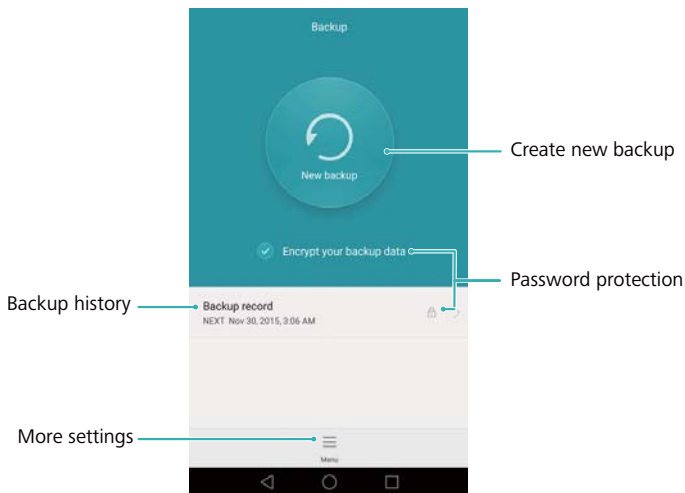 Backup
New backup
Create new backup
Encrypt your backup data
Password protection
Backup history
Backup record
NEXT Nov 30, 2015, 3:06 AM
More settings
Menu